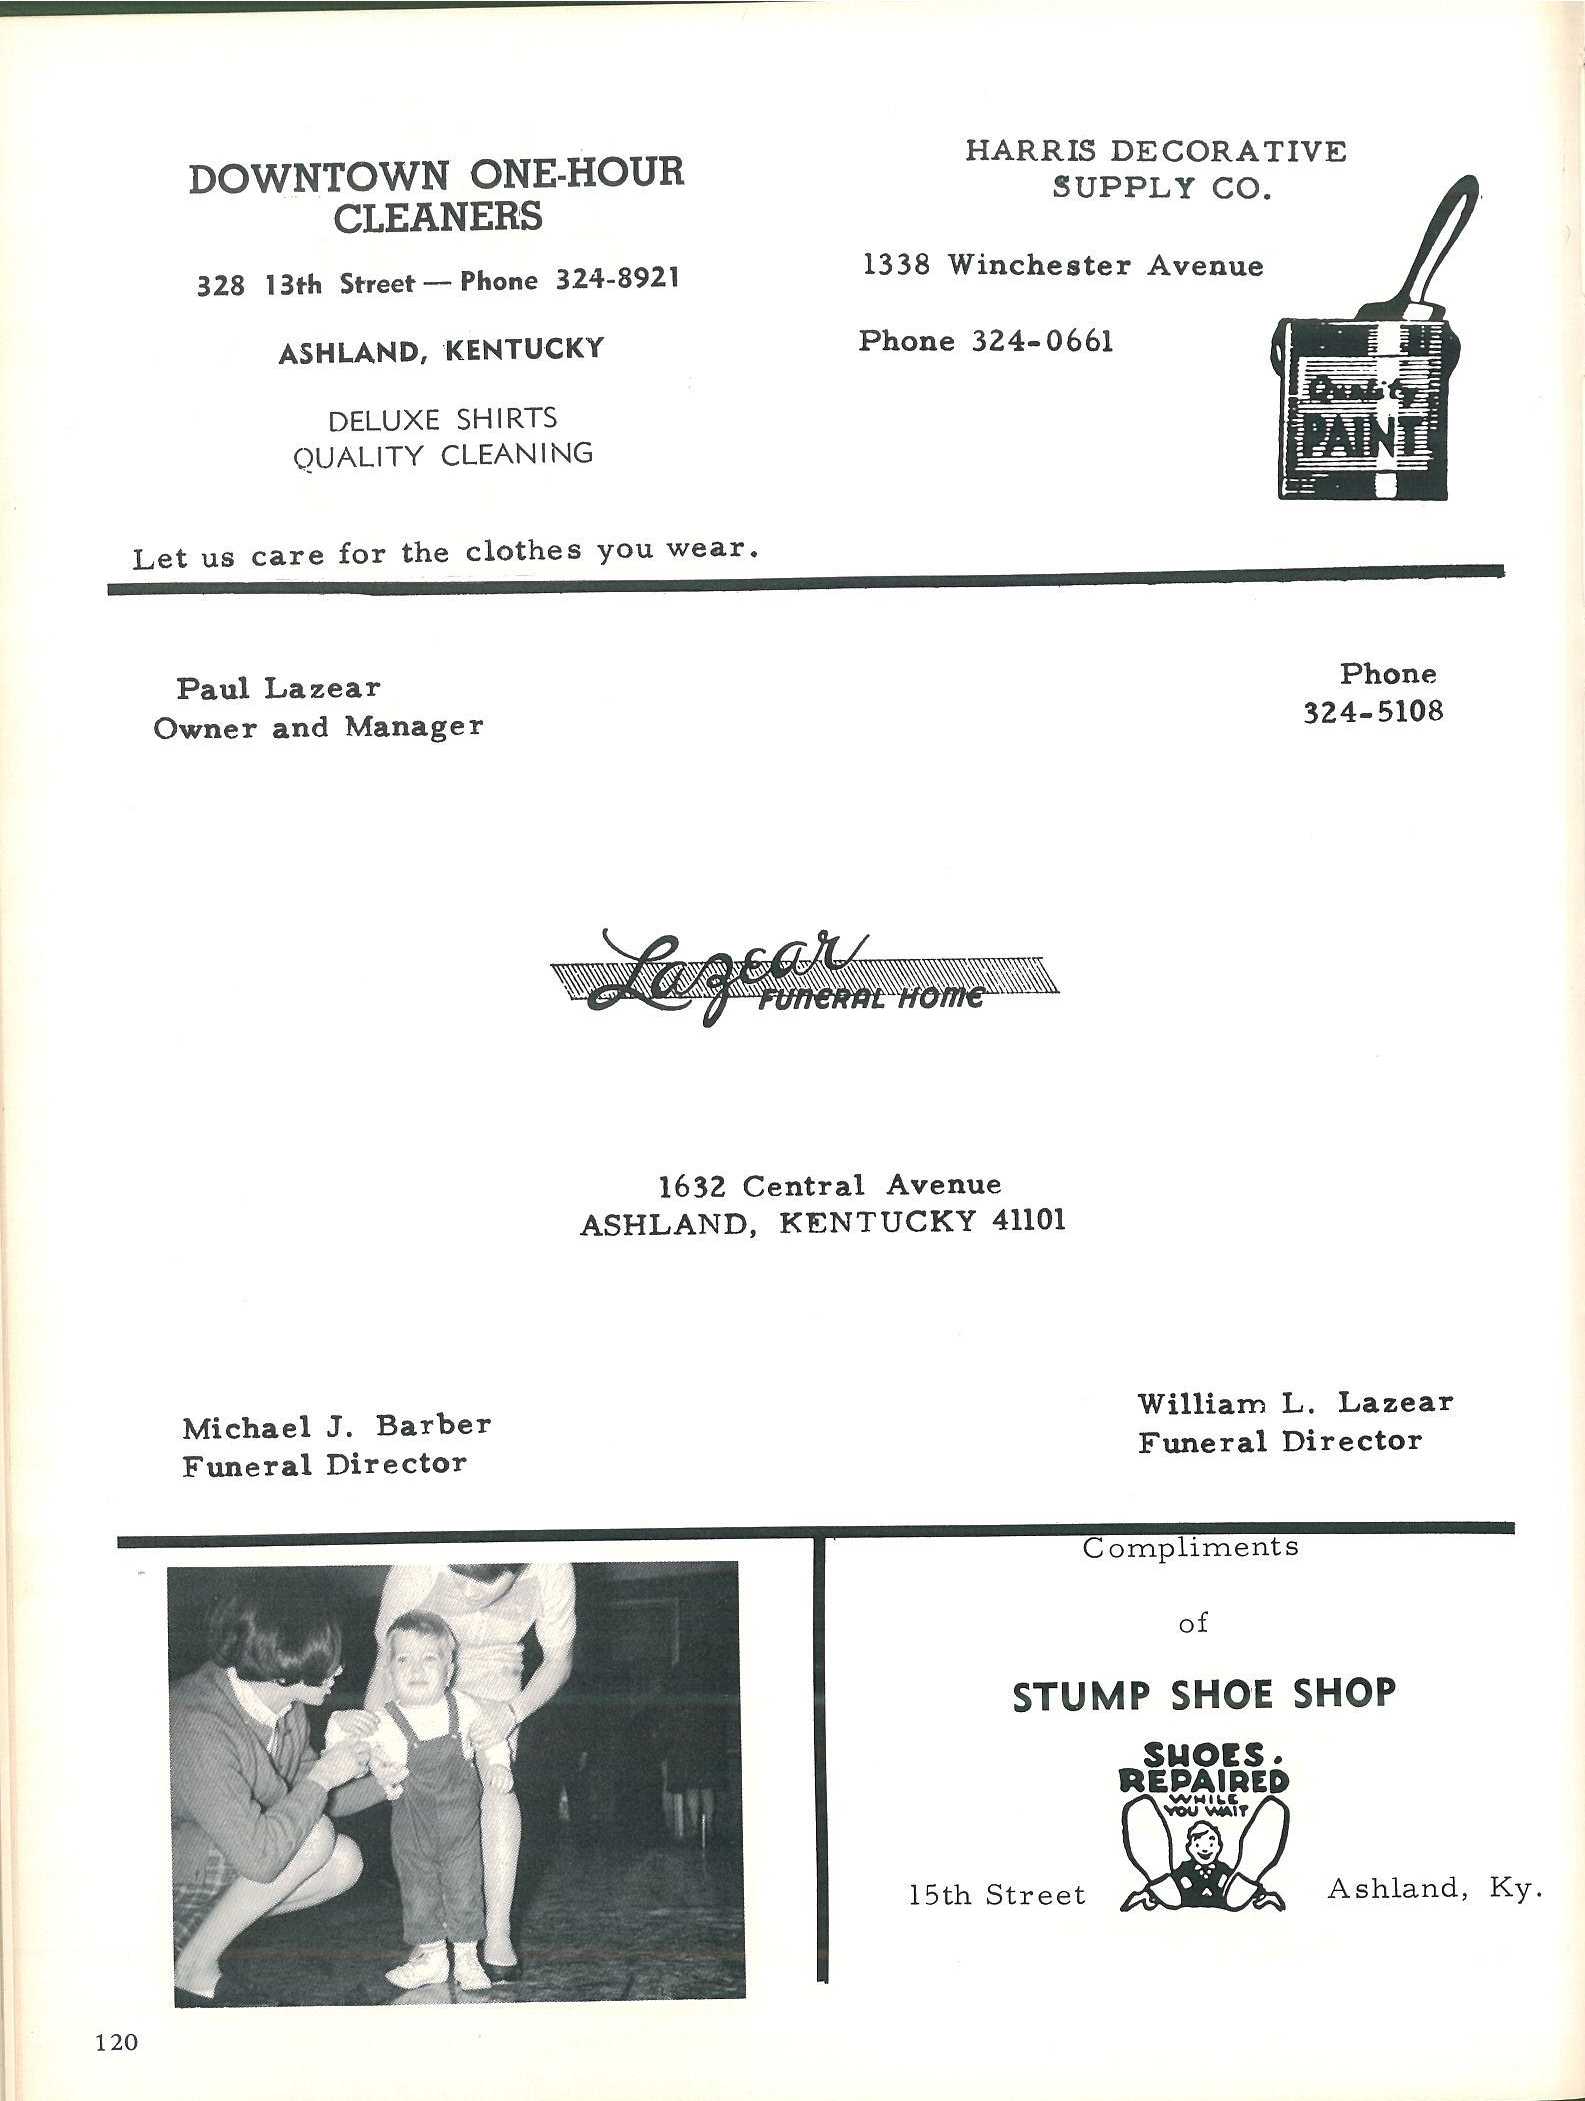 DOWNTOWN ONE-HOUR
CLEANERS
328 13th Street — Phone 324-8921
ASHLAND, KENTUCKY
DELUXE SHIRTS
QUALITY CLEANING
Let us care for the clothes you wear.
HARRIS DECORATIVE
SUPPLY CO.
1338 Winchester Avenue
Phone 324-0661
Quality
PAINT
Paul Lazear
Owner and Manager
Phone
324-5108
Lazear
FUNERAL HOME
1632 Central Avenue
ASHLAND, KENTUCKY 41101
Michael J. Barber
Funeral Director
William L. Lazear
Funeral Director
Compliments
of
STUMP SHOE SHOP
SHOES.
REPAIRED
WHILE
YOU WAIT
15th Street
Ashland, Ky.
120